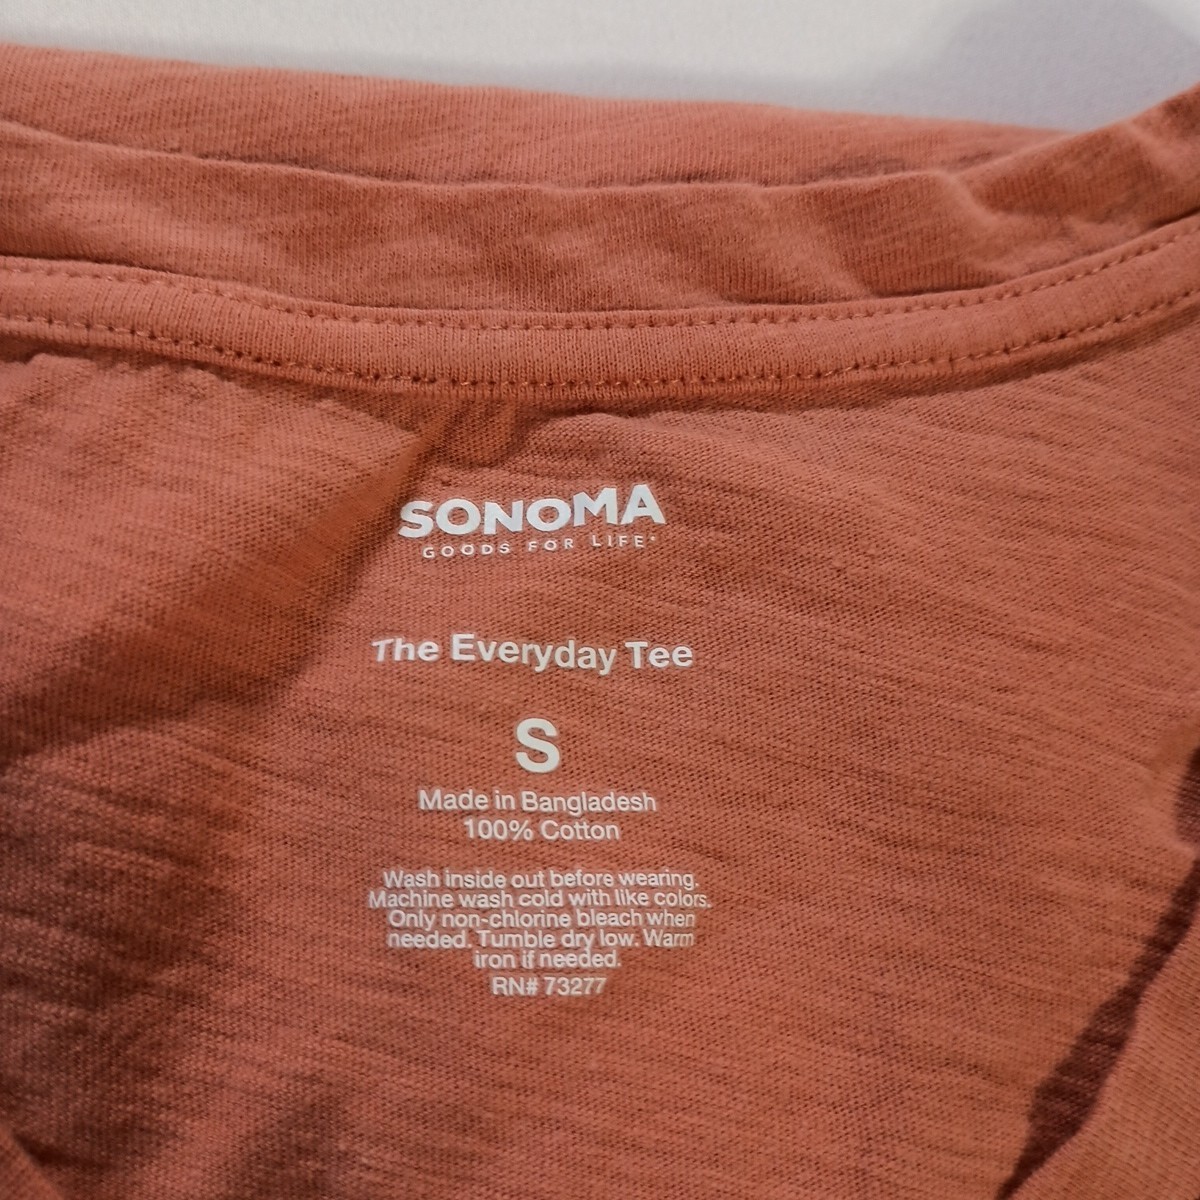 SONOMA
GOODS FOR LIFE
The Everyday Tee
S
Made in Bangladesh
100% Cotton
Wash inside out before wearing.
Machine wash cold with like colors.
Only non-chlorine bleach when
needed. Tumble dry low. Warm
iron if needed.
RN# 73277